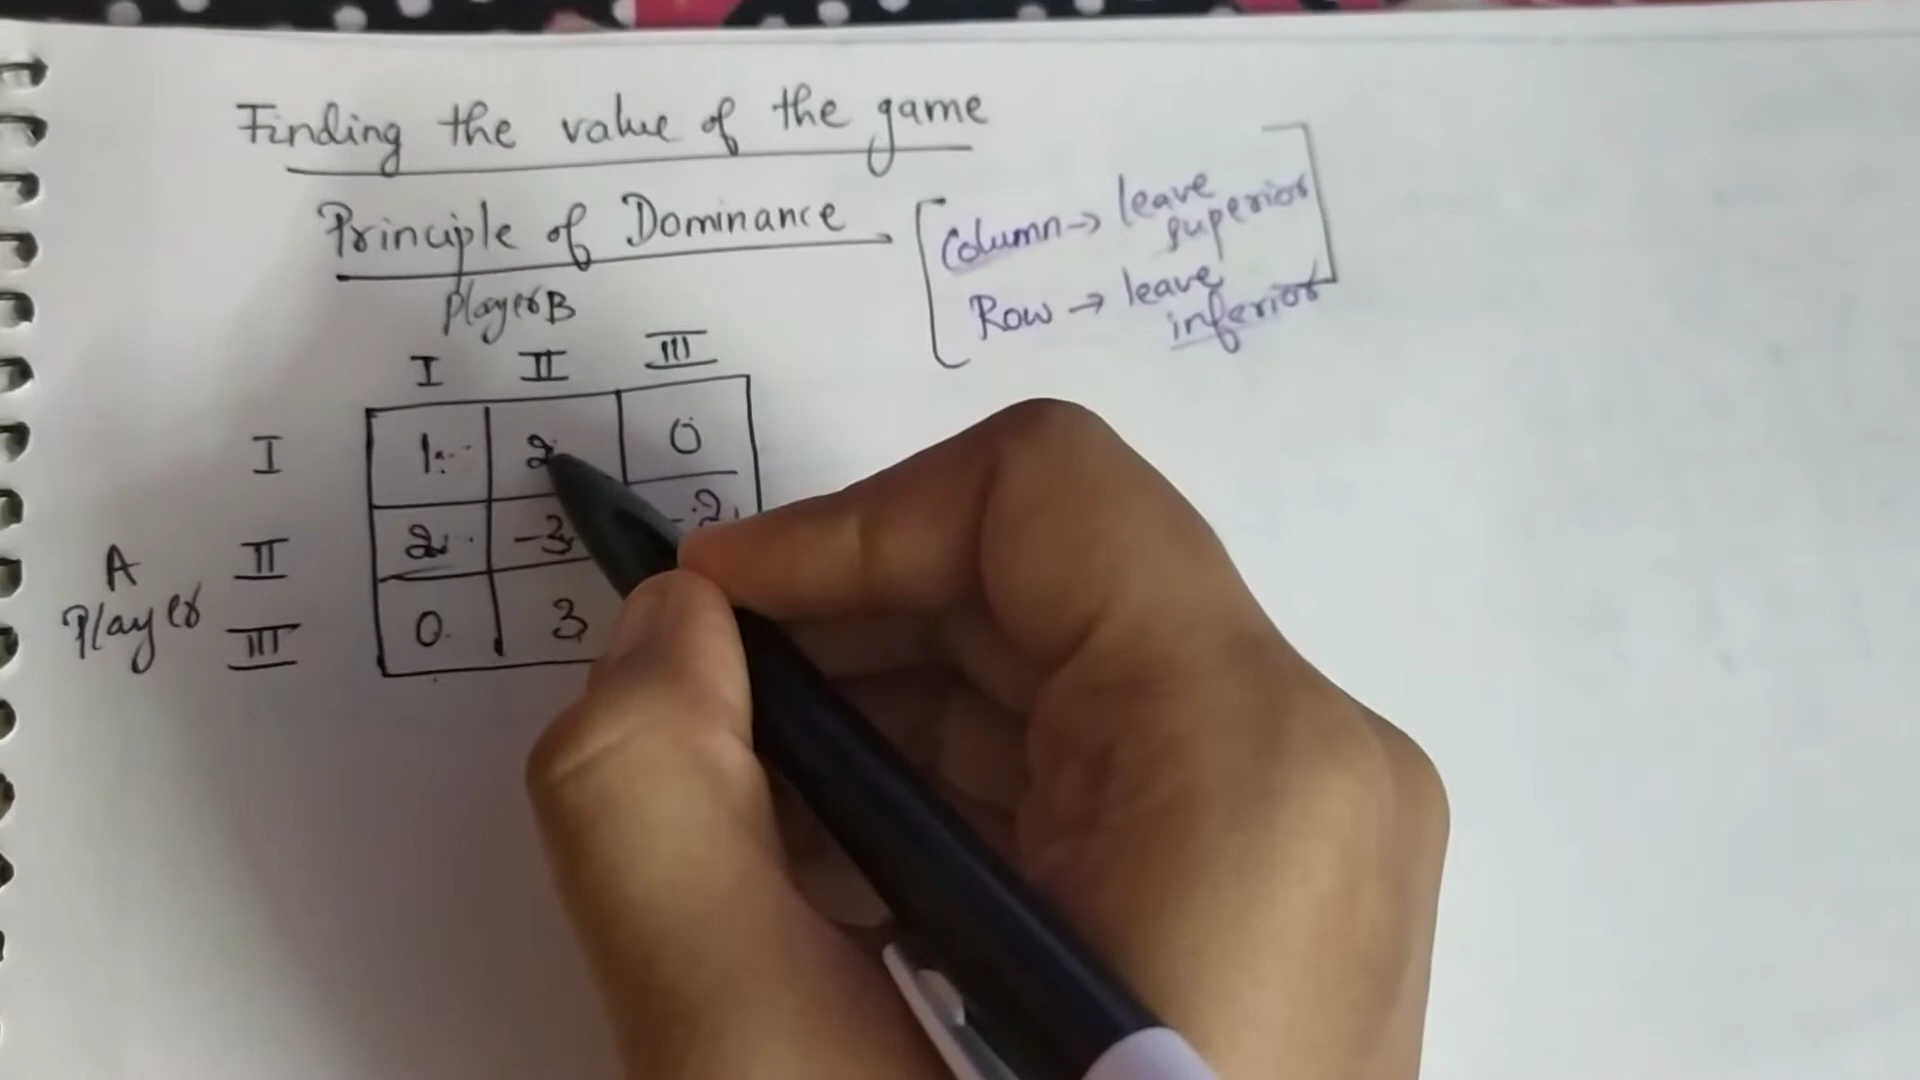 Finding the value of the game
Principle of Dominance
[Column → leave superior
Row → leave inferior]
Player B
I II III
I 1 2 0
II 2 -3 -2
III 0 3
A
Player